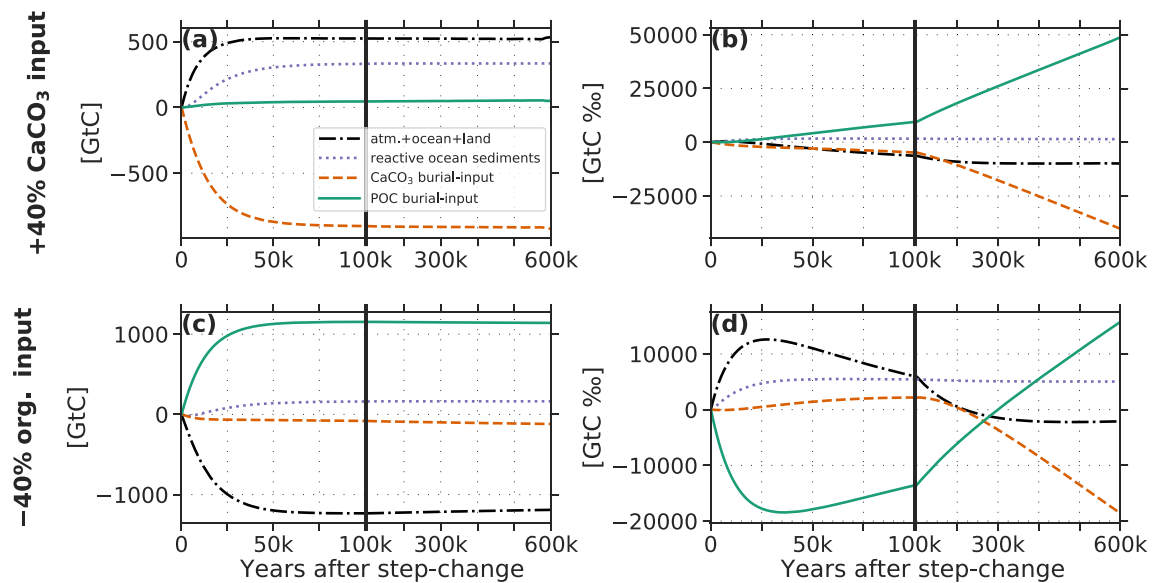 +40% CaCO₃ input
[GtC]
500
0
−500
(a)
atm.+ocean+land
reactive ocean sediments
CaCO₃ burial-input
POC burial-input
0 50k 100k 300k 600k
[GtC ‰]
50000
25000
0
−25000
(b)
0 50k 100k 300k 600k
−40% org. input
[GtC]
1000
0
−1000
(c)
0 50k 100k 300k 600k
Years after step-change
[GtC ‰]
10000
0
−10000
−20000
(d)
0 50k 100k 300k 600k
Years after step-change